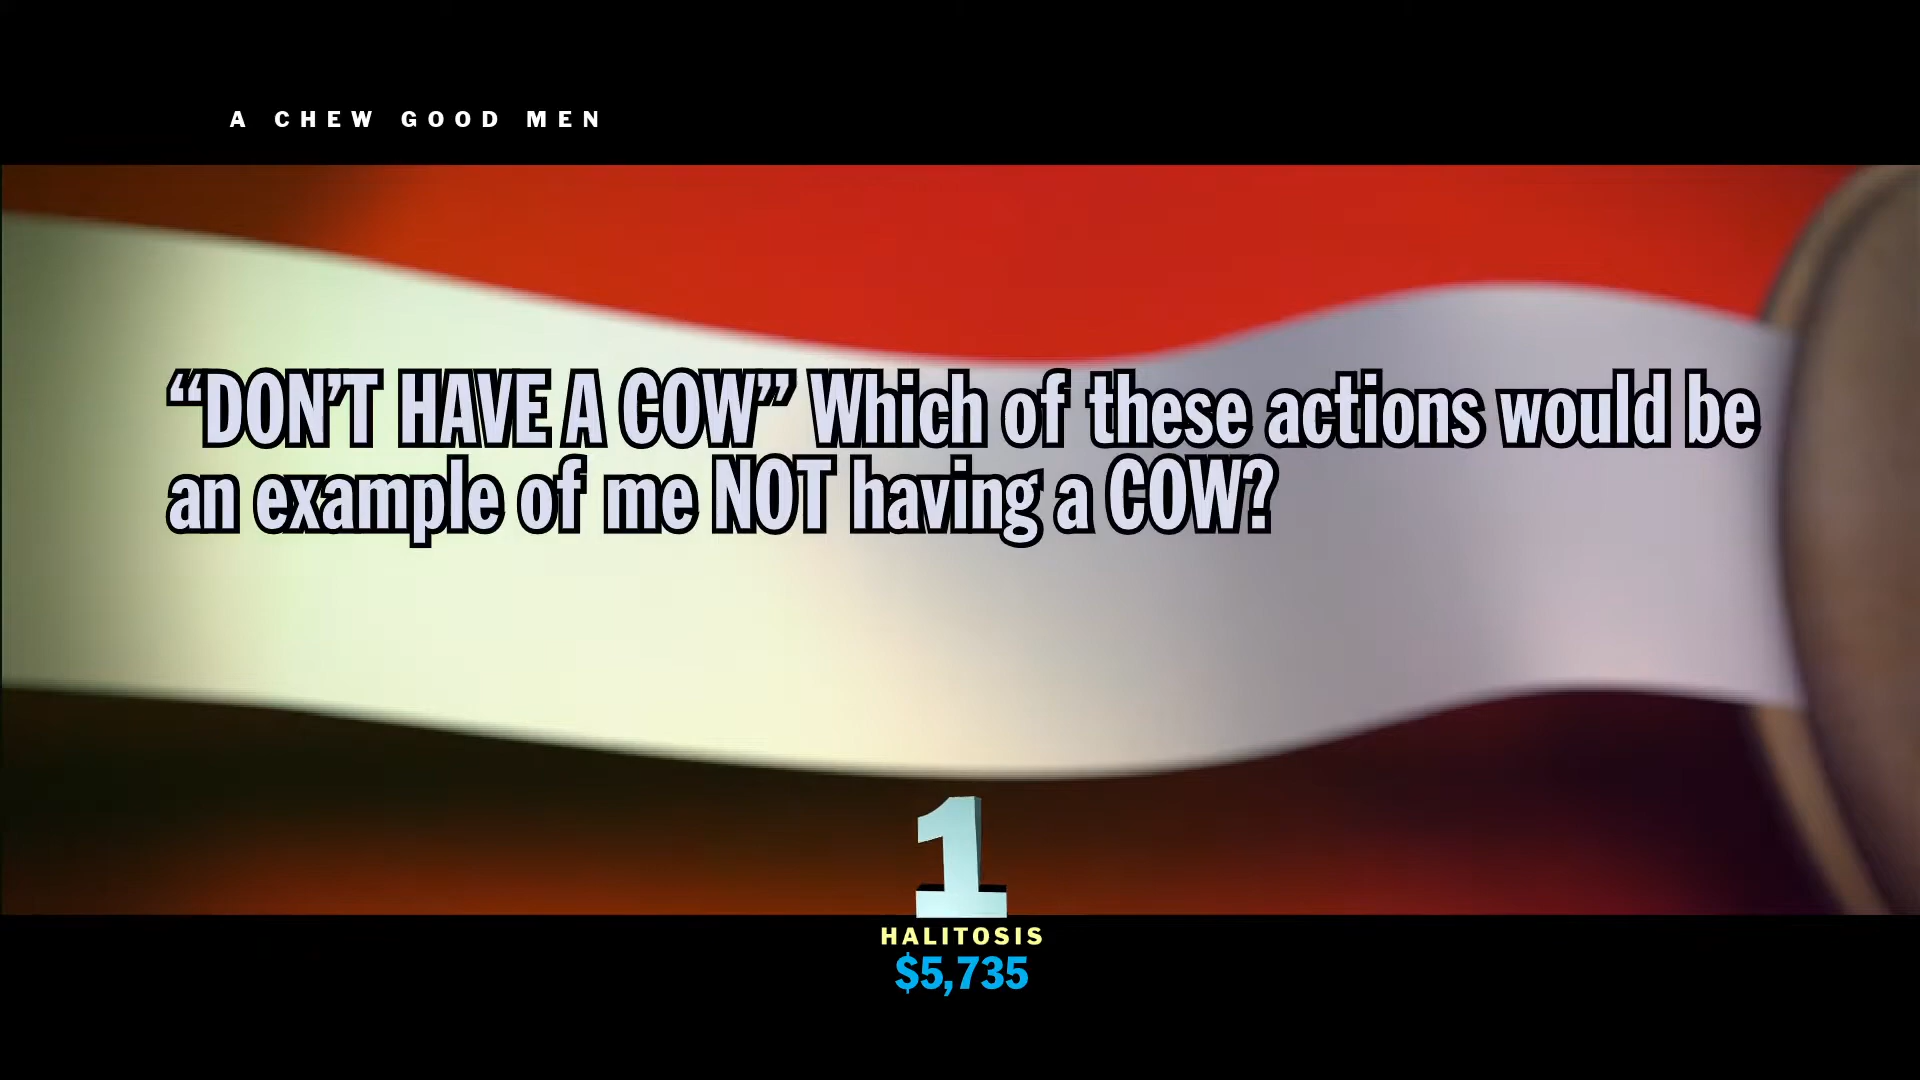 A CHEW GOOD MEN
“DON’T HAVE A COW” Which of these actions would be
an example of me NOT having a COW?
1
HALITOSIS
$5,735